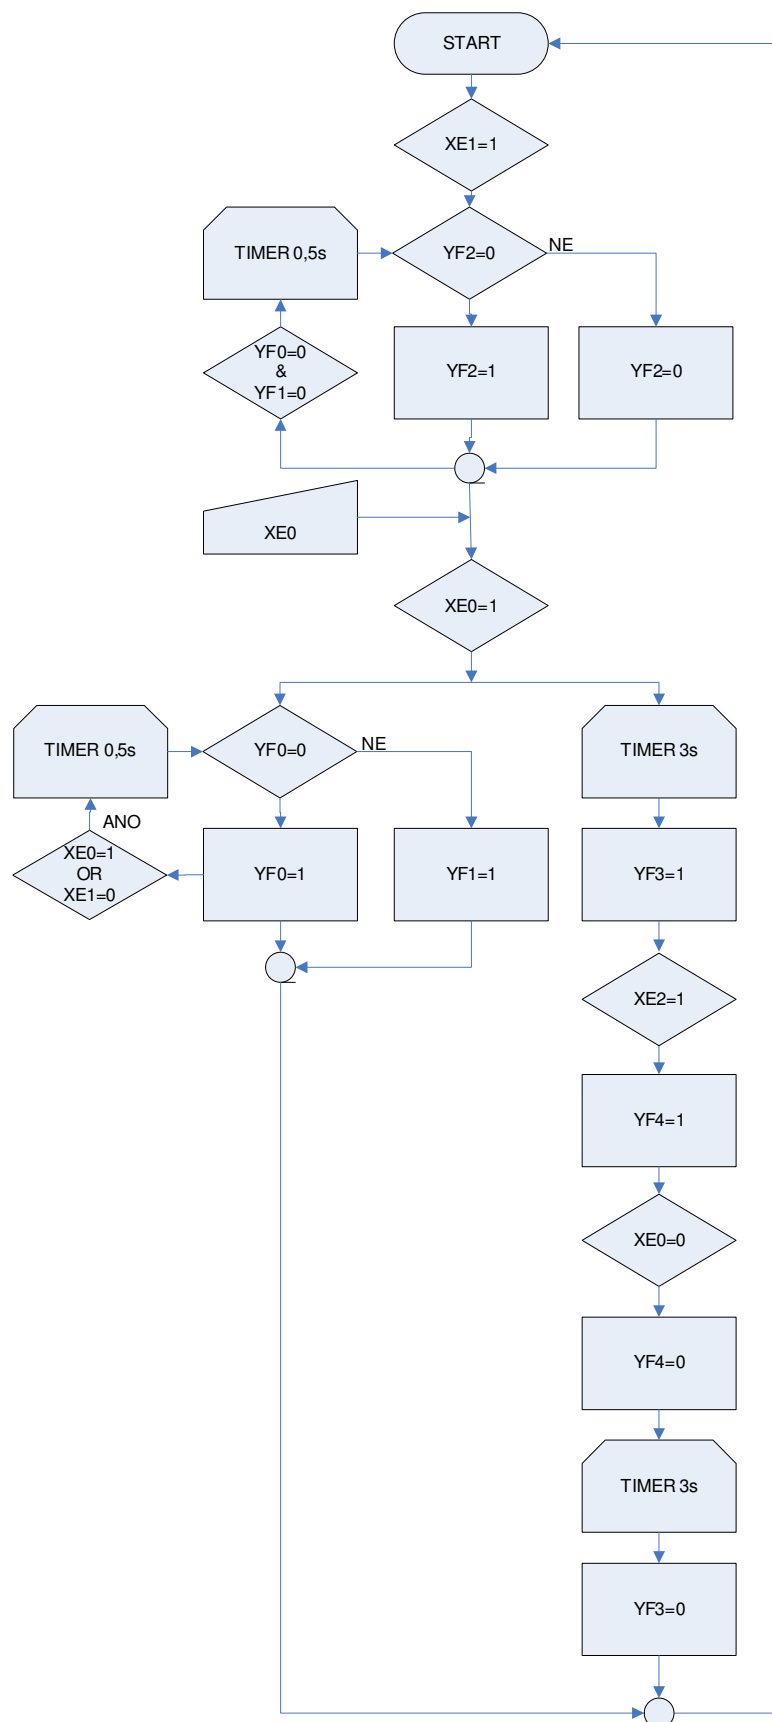 START
XE1=1
TIMER 0,5s
YF2=0
NE
YF0=0
&
YF1=0
YF2=1
YF2=0
XE0
XE0=1
TIMER 0,5s
YF0=0
NE
TIMER 3s
ANO
XE0=1
OR
XE1=0
YF0=1
YF1=1
YF3=1
XE2=1
YF4=1
XE0=0
YF4=0
TIMER 3s
YF3=0